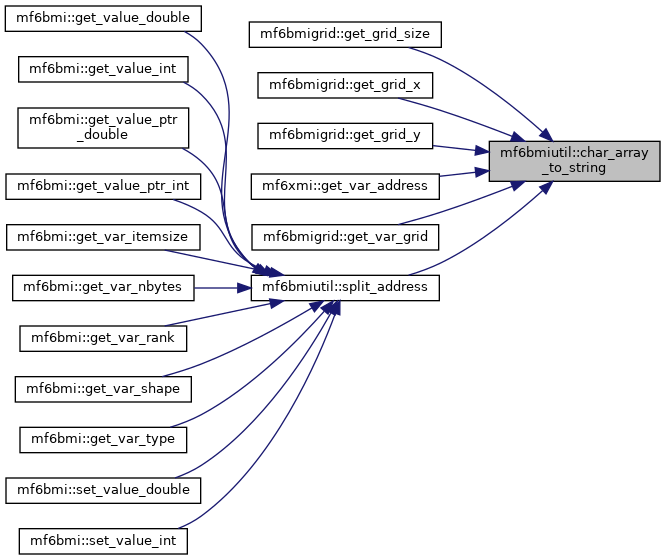 mf6bmi::get_value_double
mf6bmi::get_value_int
mf6bmi::get_value_ptr
_double
mf6bmi::get_value_ptr_int
mf6bmi::get_var_itemsize
mf6bmi::get_var_nbytes
mf6bmi::get_var_rank
mf6bmi::get_var_shape
mf6bmi::get_var_type
mf6bmi::set_value_double
mf6bmi::set_value_int
mf6bmigrid::get_grid_size
mf6bmigrid::get_grid_x
mf6bmigrid::get_grid_y
mf6xmi::get_var_address
mf6bmigrid::get_var_grid
mf6bmiutil::split_address
mf6bmiutil::char_array
_to_string